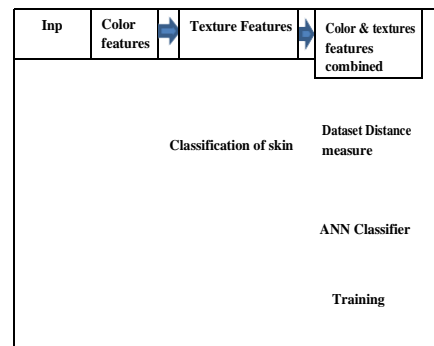 Inp
Color
features
Texture Features
Color & textures
features
combined
Classification of skin
Dataset Distance
measure
ANN Classifier
Training